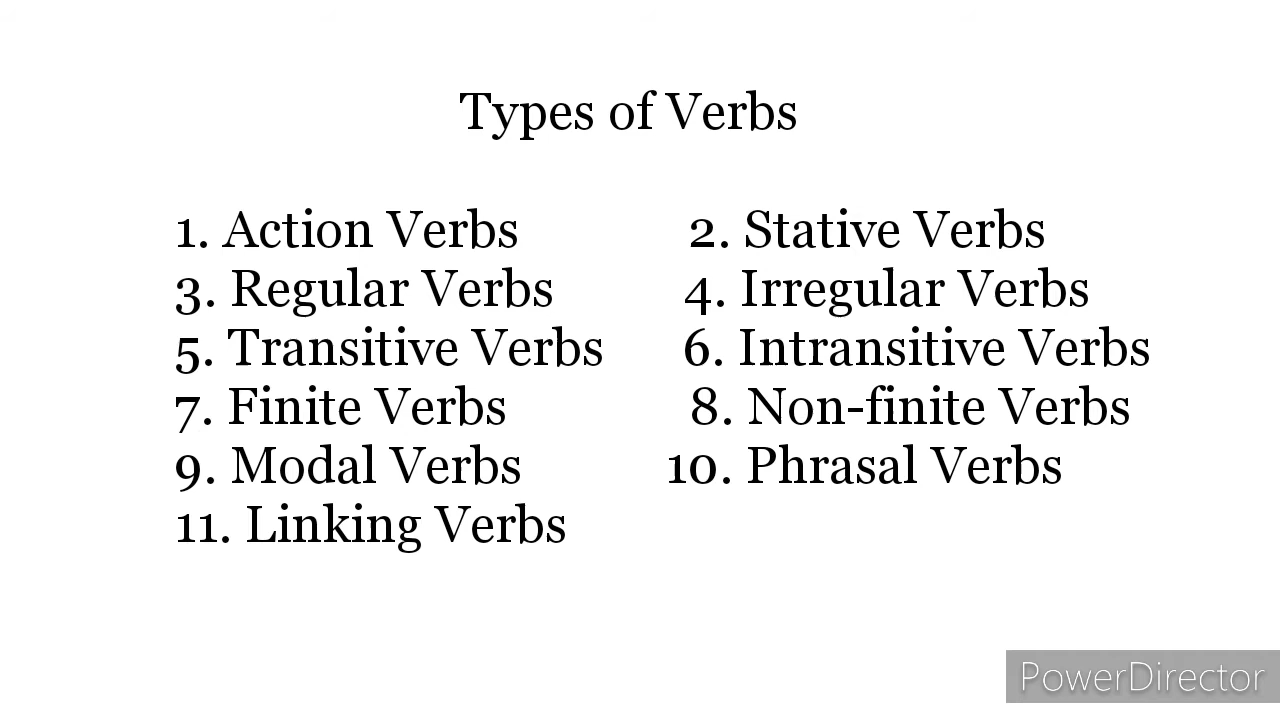 Types of Verbs
1. Action Verbs 2. Stative Verbs
3. Regular Verbs 4. Irregular Verbs
5. Transitive Verbs 6. Intransitive Verbs
7. Finite Verbs 8. Non-finite Verbs
9. Modal Verbs 10. Phrasal Verbs
11. Linking Verbs
PowerDirector